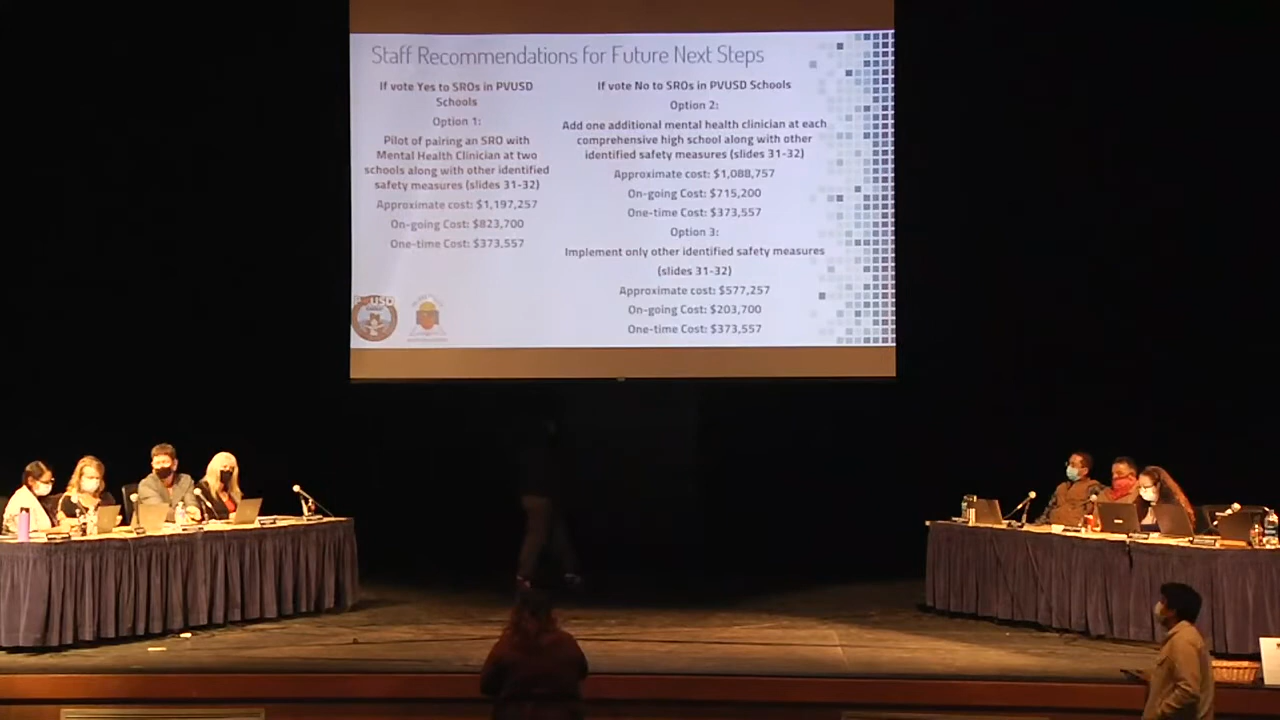 Staff Recommendations for Future Next Steps
If vote Yes to SROs in PVUSD
Schools
Option 1:
Pilot of pairing an SRO with
Mental Health Clinician at two
schools along with other identified
safety measures (slides 31-32)
Approximate cost: $1,197,257
On-going Cost: $823,700
One-time Cost: $373,557
If vote No to SROs in PVUSD Schools
Option 2:
Add one additional mental health clinician at each
comprehensive high school along with other
identified safety measures (slides 31-32)
Approximate cost: $1,088,757
On-going Cost: $715,200
One-time Cost: $373,557
Option 3:
Implement only other identified safety measures
(slides 31-32)
Approximate cost: $577,257
On-going Cost: $203,700
One-time Cost: $373,557